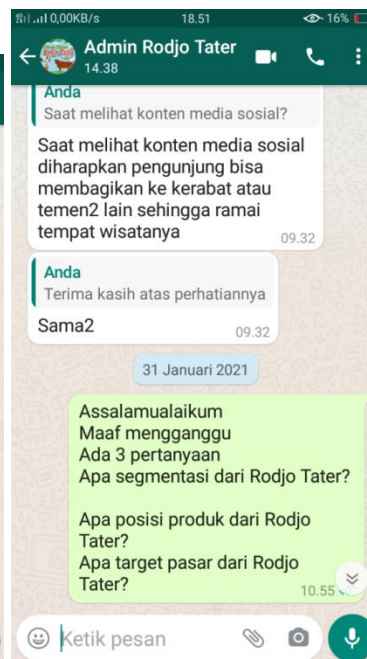 0,00KB/s 18.51 16%
Admin Rodjo Tater
14.38
Anda
Saat melihat konten media sosial?
Saat melihat konten media sosial
diharapkan pengunjung bisa
membagikan ke kerabat atau
temen2 lain sehingga ramai
tempat wisatanya
09.32
Anda
Terima kasih atas perhatiannya
Sama2
09.32
31 Januari 2021
Assalamualaikum
Maaf mengganggu
Ada 3 pertanyaan
Apa segmentasi dari Rodjo Tater?
Apa posisi produk dari Rodjo
Tater?
Apa target pasar dari Rodjo
Tater?
10.55
Ketik pesan